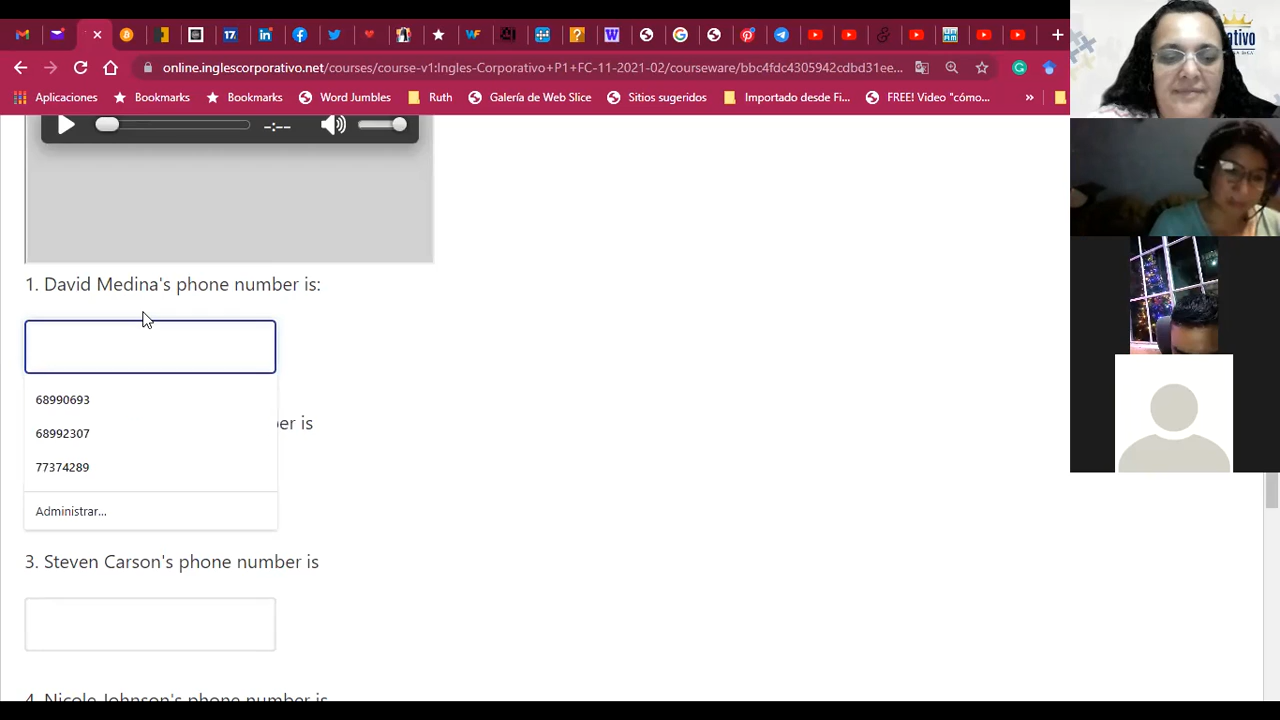 17
WF
online.inglescorporativo.net/courses/course-v1:Ingles-Corporativo+P1+FC-11-2021-02/courseware/bbc4fdc4305942cdbd31ee...
Aplicaciones
Bookmarks
Bookmarks
Word Jumbles
Ruth
Galería de Web Slice
Sitios sugeridos
Importado desde Fi...
FREE! Video "cómo...
»
-:--
1. David Medina's phone number is:
68990693
68992307
77374289
Administrar...
er is
3. Steven Carson's phone number is
4. Nicole Johnson's phone number is